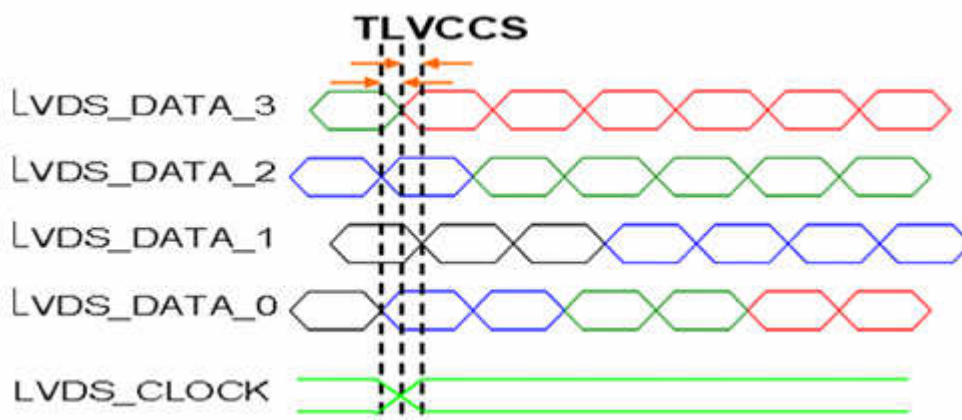 TLVCCS
LVDS_DATA_3
LVDS_DATA_2
LVDS_DATA_1
LVDS_DATA_0
LVDS_CLOCK